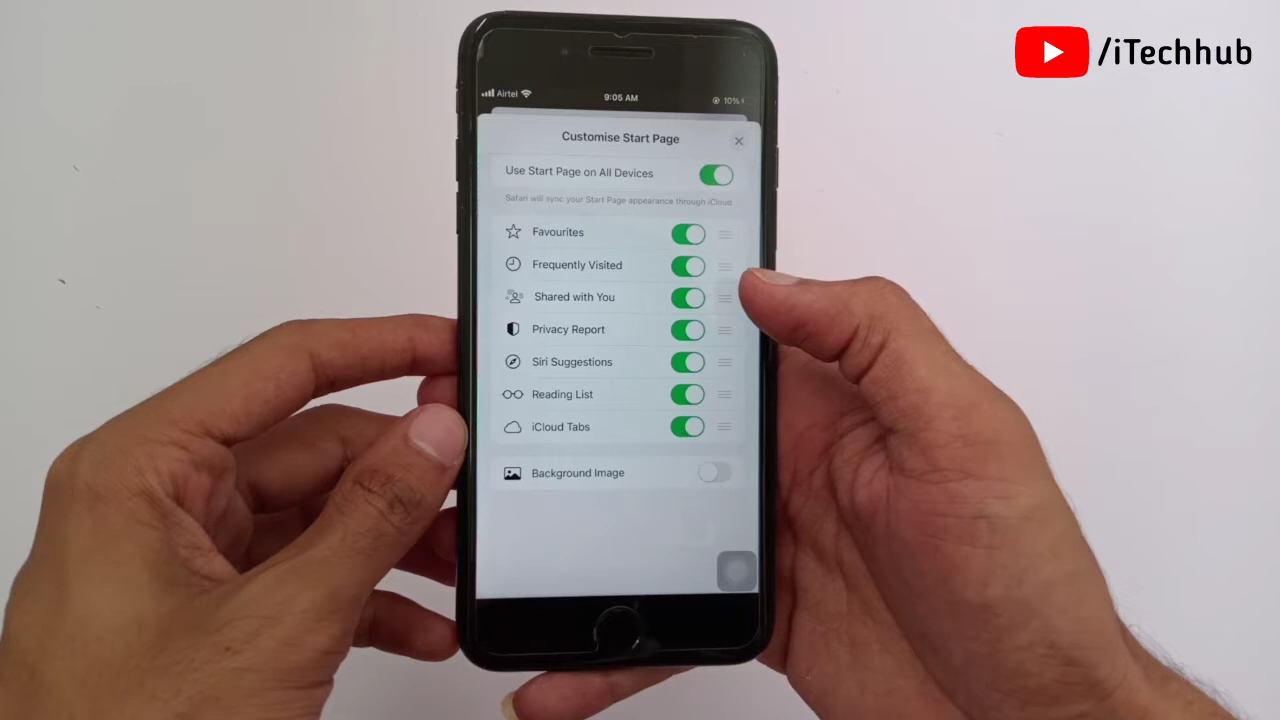 /iTechhub
Airtel 9:05 AM 10%
Customise Start Page
Use Start Page on All Devices
Safari will sync your Start Page appearance through iCloud
Favourites
Frequently Visited
Shared with You
Privacy Report
Siri Suggestions
Reading List
iCloud Tabs
Background Image